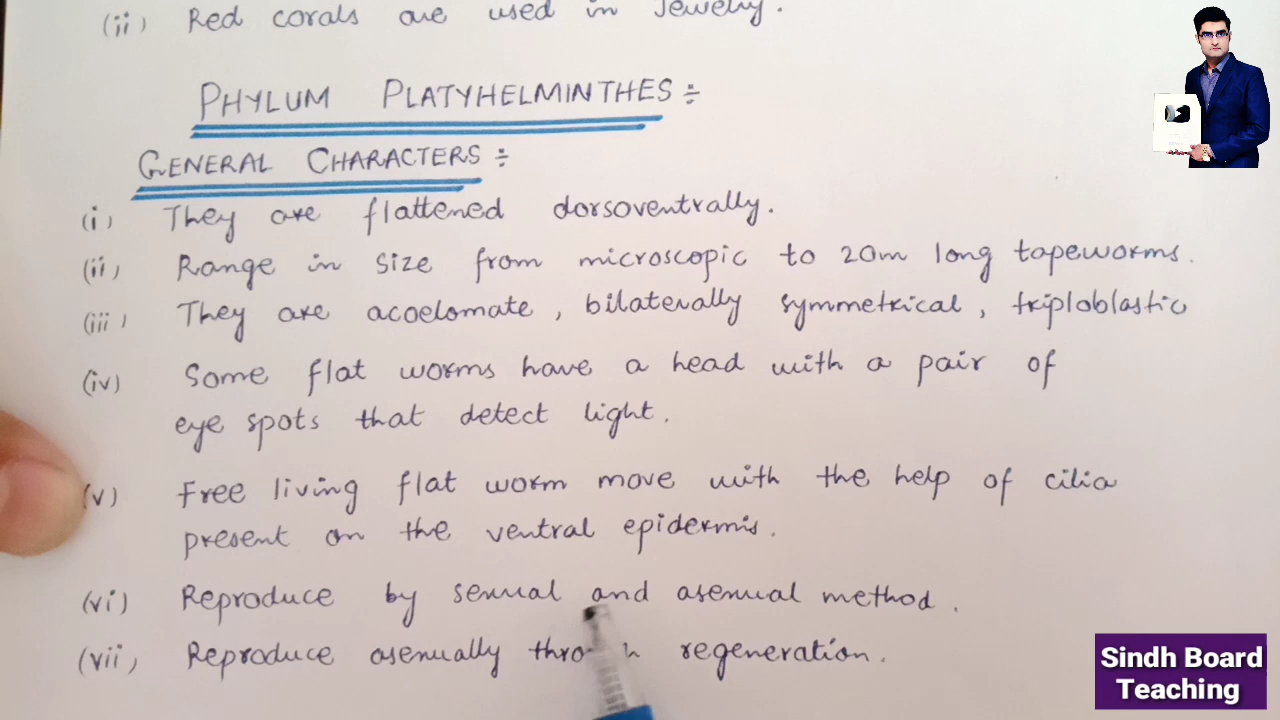 (ii) Red corals are used in Jewelry.
PHYLUM PLATYHELMINTHES ÷
GENERAL CHARACTERS ÷
(i) They are flattened dorsoventrally.
(ii) Range in size from microscopic to 20m long tapeworms.
(iii) They are acoelomate, bilaterally symmetrical, triploblastic
(iv) Some flat worms have a head with a pair of
eye spots that detect light.
(v) Free living flat worm move with the help of cilia
present on the ventral epidermis.
(vi) Reproduce by sexual and asexual method.
(vii) Reproduce asexually through regeneration.
Sindh Board
Teaching